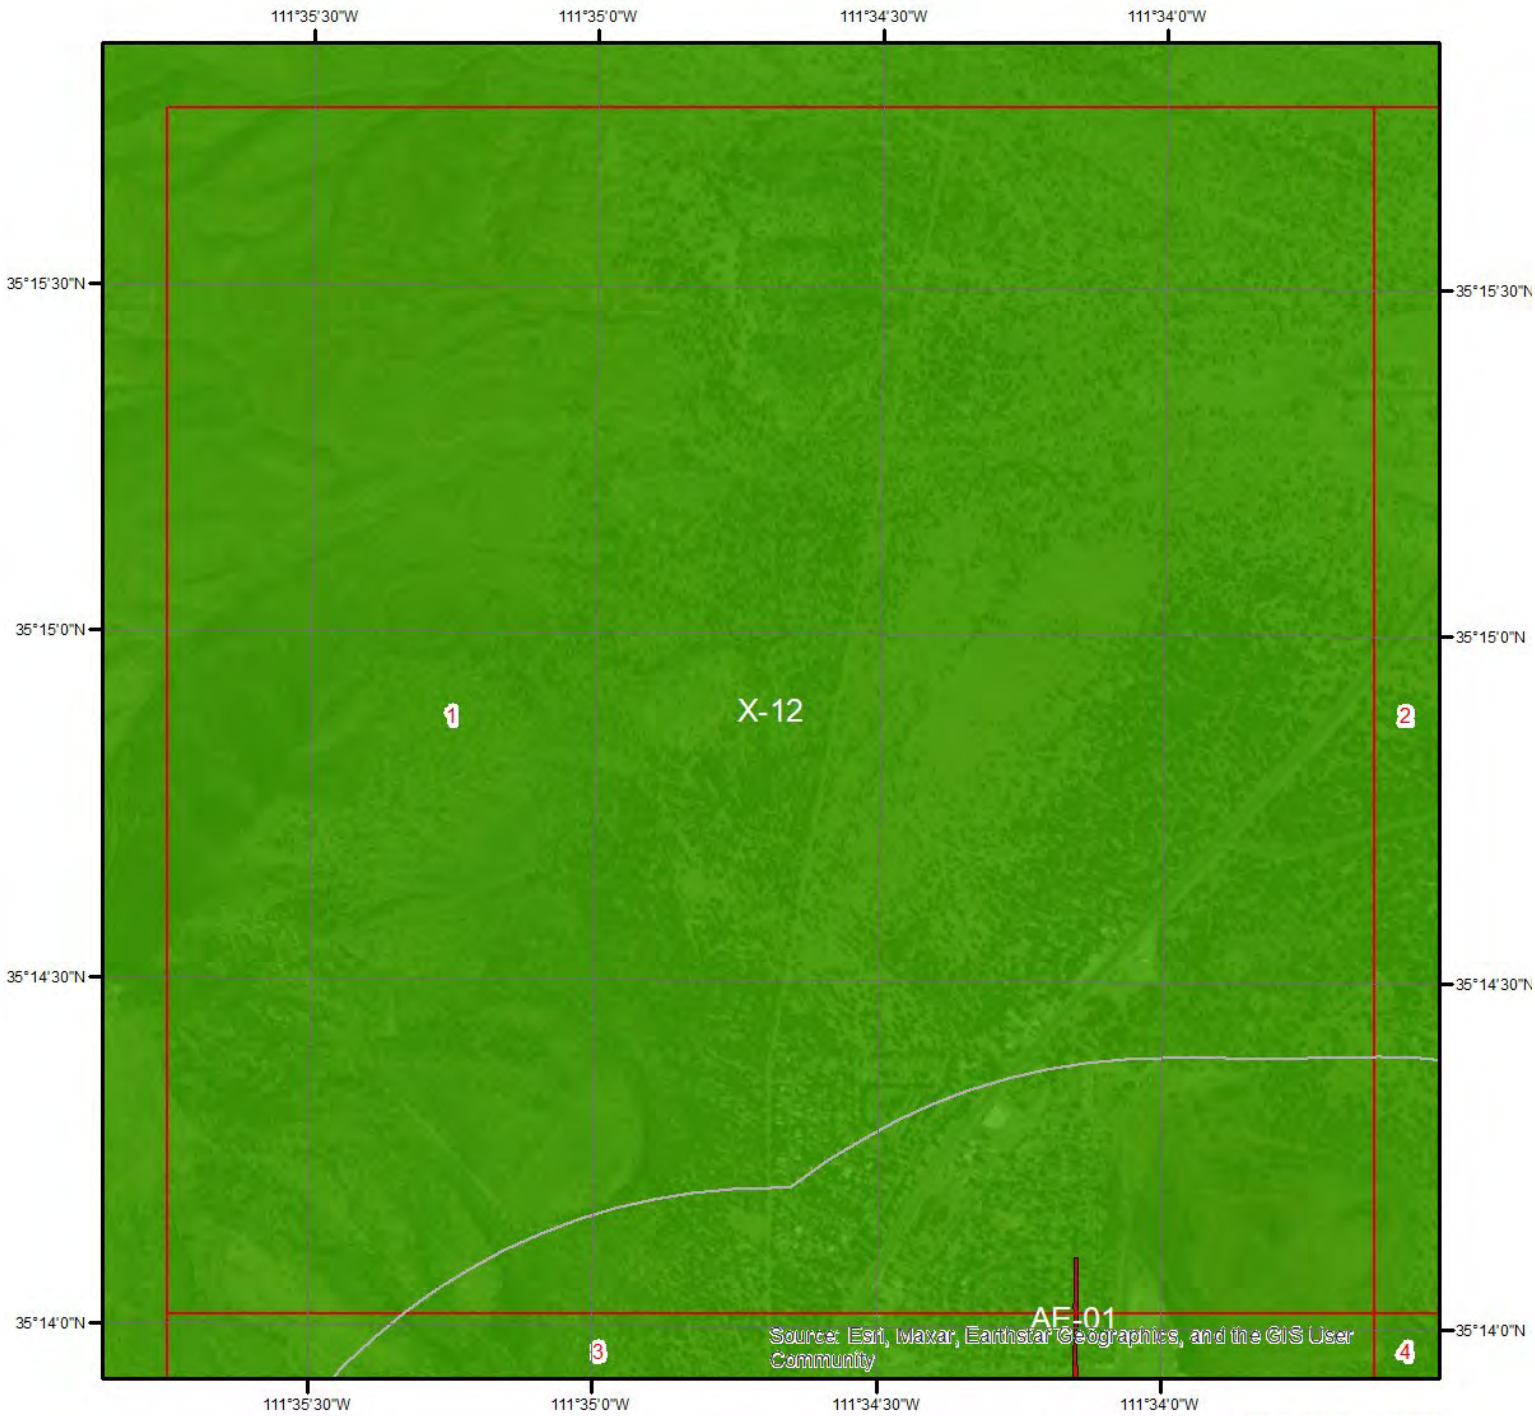 111°35'30"W 111°35'0"W 111°34'30"W 111°34'0"W
35°15'30"N 35°15'30"N
35°15'0"N 35°15'0"N
1 X-12 2
35°14'30"N 35°14'30"N
35°14'0"N AE-01 35°14'0"N
Source: Esri, Maxar, Earthstar Geographics, and the GIS User
Community
3 4
111°35'30"W 111°35'0"W 111°34'30"W 111°34'0"W